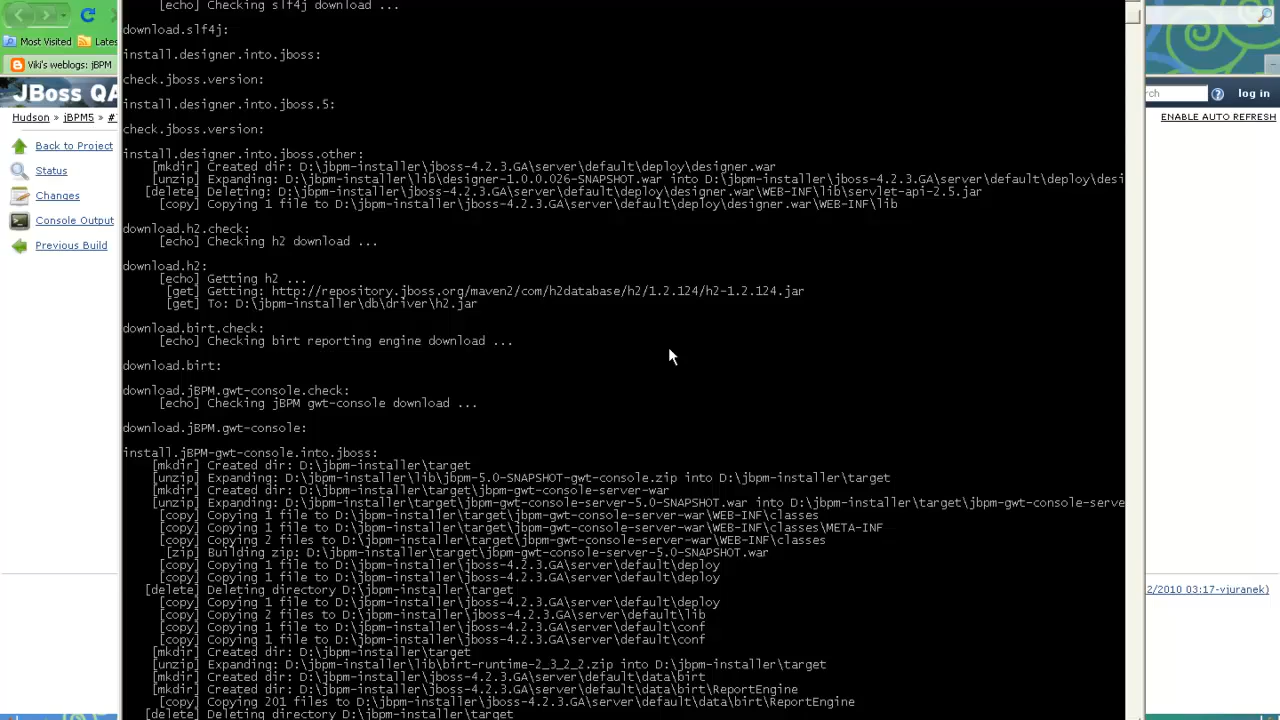 [echo] Checking slf4j download ...
download.slf4j:
install.designer.into.jboss:
check.jboss.version:
install.designer.into.jboss.5:
check.jboss.version:
install.designer.into.jboss.other:
[mkdir] Created dir: D:\jbpm-installer\jboss-4.2.3.GA\server\default\deploy\designer.war
[unzip] Expanding: D:\jbpm-installer\lib\designer-1.0.0.026-SNAPSHOT.war into D:\jbpm-installer\jboss-4.2.3.GA\server\default\deploy\desi
[delete] Deleting: D:\jbpm-installer\jboss-4.2.3.GA\server\default\deploy\designer.war\WEB-INF\lib\servlet-api-2.5.jar
[copy] Copying 1 file to D:\jbpm-installer\jboss-4.2.3.GA\server\default\deploy\designer.war\WEB-INF\lib
download.h2.check:
[echo] Checking h2 download ...
download.h2:
[echo] Getting h2 ...
[get] Getting: http://repository.jboss.org/maven2/com/h2database/h2/1.2.124/h2-1.2.124.jar
[get] To: D:\jbpm-installer\db\driver\h2.jar
download.birt.check:
[echo] Checking birt reporting engine download ...
download.birt:
download.jBPM.gwt-console.check:
[echo] Checking jBPM gwt-console download ...
download.jBPM.gwt-console:
install.jBPM-gwt-console.into.jboss:
[mkdir] Created dir: D:\jbpm-installer\target
[unzip] Expanding: D:\jbpm-installer\lib\jbpm-5.0-SNAPSHOT-gwt-console.zip into D:\jbpm-installer\target
[mkdir] Created dir: D:\jbpm-installer\target\jbpm-gwt-console-server-war
[unzip] Expanding: D:\jbpm-installer\target\jbpm-gwt-console-server-5.0-SNAPSHOT.war into D:\jbpm-installer\target\jbpm-gwt-console-serve
[copy] Copying 1 file to D:\jbpm-installer\target\jbpm-gwt-console-server-war\WEB-INF\classes
[copy] Copying 1 file to D:\jbpm-installer\target\jbpm-gwt-console-server-war\WEB-INF\classes\META-INF
[copy] Copying 2 files to D:\jbpm-installer\target\jbpm-gwt-console-server-war\WEB-INF\classes
[zip] Building zip: D:\jbpm-installer\target\jbpm-gwt-console-server-5.0-SNAPSHOT.war
[copy] Copying 1 file to D:\jbpm-installer\jboss-4.2.3.GA\server\default\deploy
[copy] Copying 1 file to D:\jbpm-installer\jboss-4.2.3.GA\server\default\deploy
[delete] Deleting directory D:\jbpm-installer\target
[copy] Copying 1 file to D:\jbpm-installer\jboss-4.2.3.GA\server\default\deploy
[copy] Copying 2 files to D:\jbpm-installer\jboss-4.2.3.GA\server\default\lib
[copy] Copying 1 file to D:\jbpm-installer\jboss-4.2.3.GA\server\default\conf
[copy] Copying 1 file to D:\jbpm-installer\jboss-4.2.3.GA\server\default\conf
[mkdir] Created dir: D:\jbpm-installer\target
[unzip] Expanding: D:\jbpm-installer\lib\birt-runtime-2_3_2_2.zip into D:\jbpm-installer\target
[mkdir] Created dir: D:\jbpm-installer\jboss-4.2.3.GA\server\default\data\birt
[mkdir] Created dir: D:\jbpm-installer\jboss-4.2.3.GA\server\default\data\birt\ReportEngine
[copy] Copying 201 files to D:\jbpm-installer\jboss-4.2.3.GA\server\default\data\birt\ReportEngine
[delete] Deleting directory D:\jbpm-installer\target
Most Visited Lates
Viki's weblogs: jBPM
JBoss QA
Hudson » jBPM5 » #
Back to Project
Status
Changes
Console Output
Previous Build
rch
log in
ENABLE AUTO REFRESH
2/2010 03:17-vjuranek)